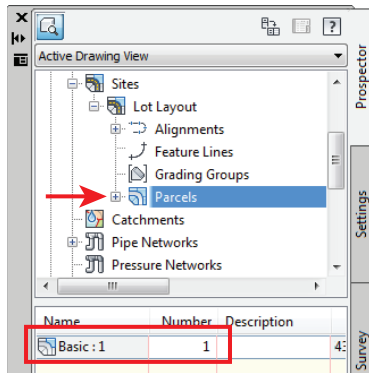 Active Drawing View
Prospector
Sites
Lot Layout
Alignments
Feature Lines
Grading Groups
Parcels
Settings
Catchments
Pipe Networks
Pressure Networks
Name Number Description
Basic : 1 1 43
Survey